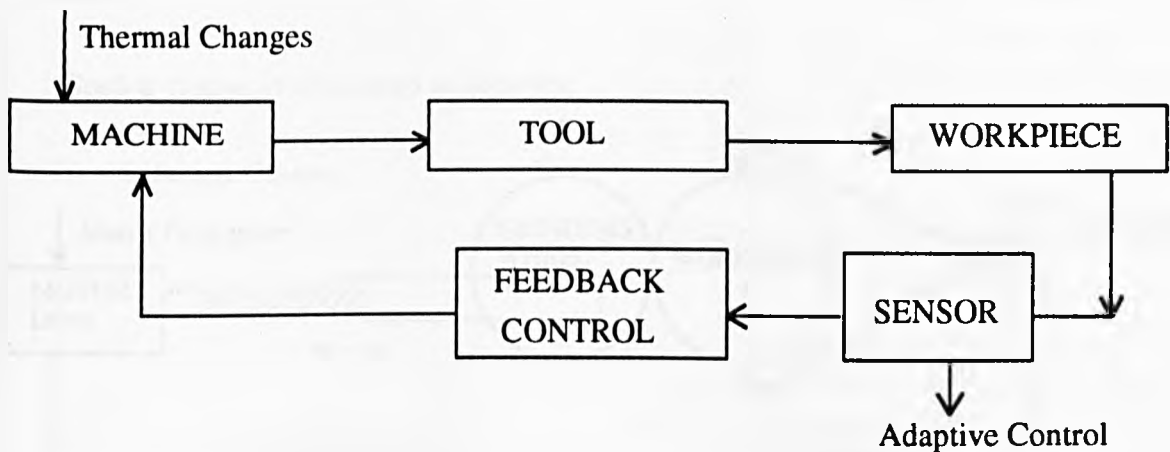 Thermal Changes
MACHINE
TOOL
WORKPIECE
FEEDBACK
CONTROL
SENSOR
Adaptive Control